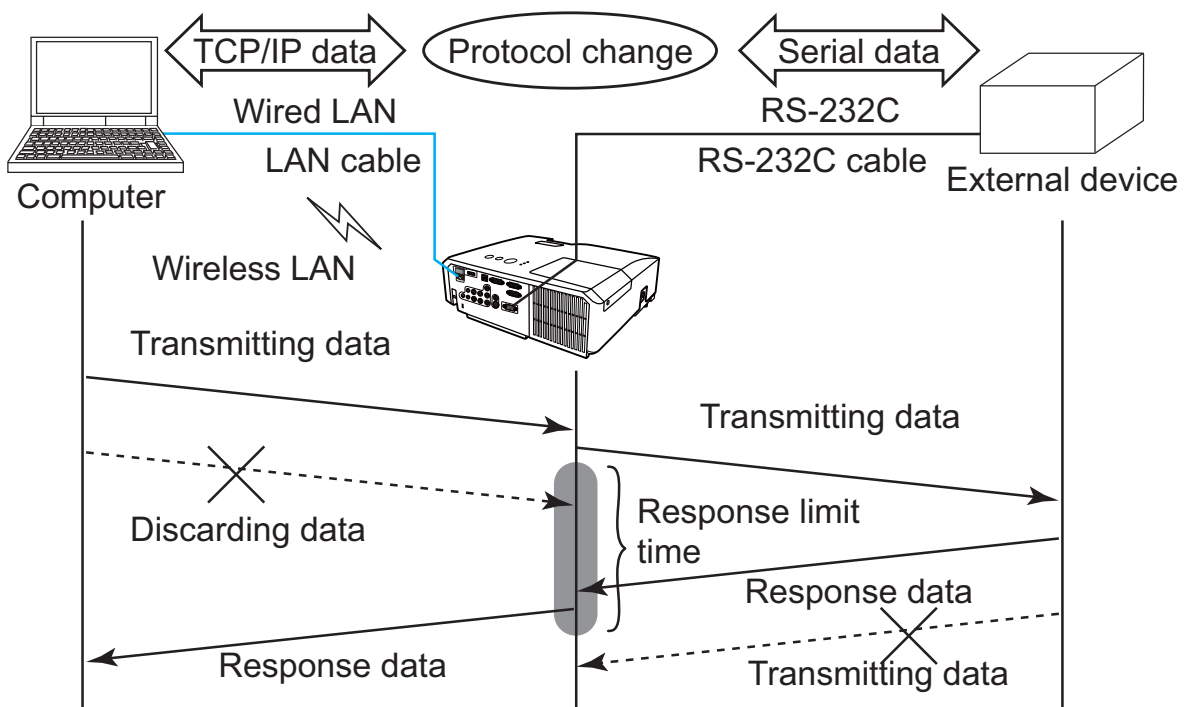 TCP/IP data
Protocol change
Serial data
Wired LAN
RS-232C
LAN cable
RS-232C cable
Computer
External device
Wireless LAN
Transmitting data
Transmitting data
Discarding data
Response limit
time
Response data
Response data
Transmitting data